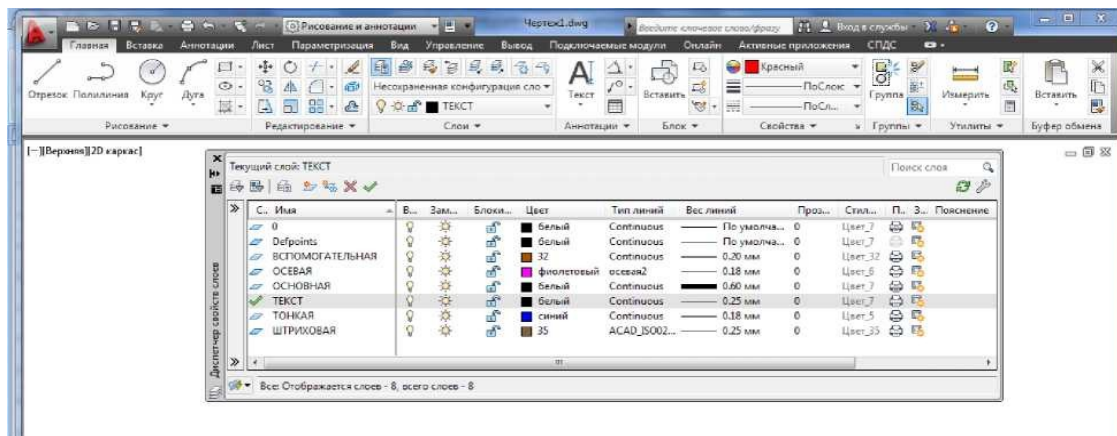 Рисование и аннотации
Чертеж1.dwg
Введите ключевое слово/фразу
Вход в службы
Главная Вставка Аннотации Лист Параметризация Вид Управление Вывод Подключаемые модули Онлайн Активные приложения СПДС
Отрезок Полилиния Круг Дуга
Несохраненная конфигурация сло
ТЕКСТ
Текст
Вставить
Красный
ПоСлою
ПоСл...
Группа
Измерить
Вставить
Рисование Редактирование Слои Аннотации Блок Свойства Группы Утилиты Буфер обмена
[−][Верхняя][2D каркас]
Текущий слой: ТЕКСТ
Поиск слоя
С.. Имя В... Зам... Блоки... Цвет Тип линий Вес линий Проз... Стил... П.. З... Пояснение
0 белый Continuous По умолча... 0 Цвет_7
Defpoints белый Continuous По умолча... 0 Цвет_7
ВСПОМОГАТЕЛЬНАЯ 32 Continuous 0.20 мм 0 Цвет_32
ОСЕВАЯ фиолетовый осевая2 0.18 мм 0 Цвет_6
ОСНОВНАЯ белый Continuous 0.60 мм 0 Цвет_7
ТЕКСТ белый Continuous 0.25 мм 0 Цвет_7
ТОНКАЯ синий Continuous 0.18 мм 0 Цвет_5
ШТРИХОВАЯ 35 ACAD_ISO02... 0.25 мм 0 Цвет_35
Диспетчер свойств слоев
Все: Отображается слоев - 8, всего слоев - 8